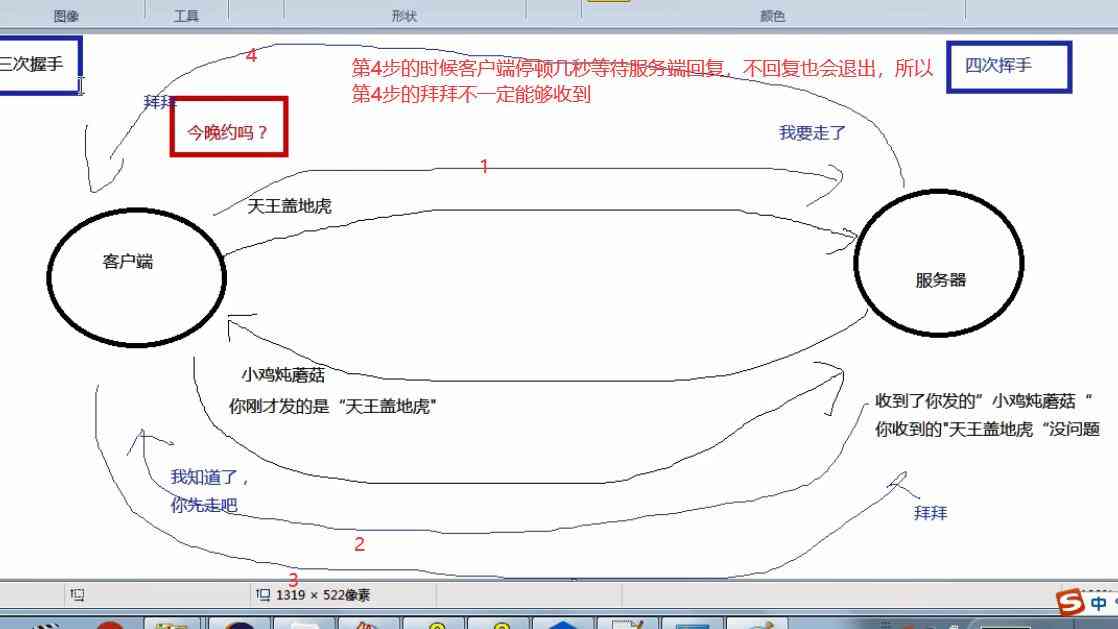 图像 工具 形状 颜色
三次握手
4
第4步的时候客户端停顿几秒等待服务端回复，不回复也会退出，所以
第4步的拜拜不一定能够收到
四次挥手
拜拜
今晚约吗？
我要走了
1
天王盖地虎
客户端
服务器
小鸡炖蘑菇
你刚才发的是“天王盖地虎"
收到了你发的”小鸡炖蘑菇“
你收到的"天王盖地虎“没问题
我知道了，
你先走吧
拜拜
2
3
1319 × 522像素
S 中